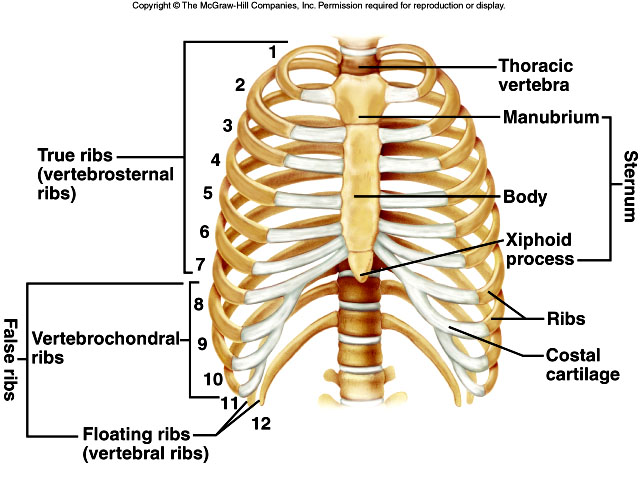 Copyright © The McGraw-Hill Companies, Inc. Permission required for reproduction or display.
1
2
3
4
5
6
7
8
9
10
11
12
True ribs
(vertebrosternal
ribs)
False ribs
Vertebrochondral
ribs
Floating ribs
(vertebral ribs)
Thoracic
vertebra
Manubrium
Body
Xiphoid
process
Sternum
Ribs
Costal
cartilage